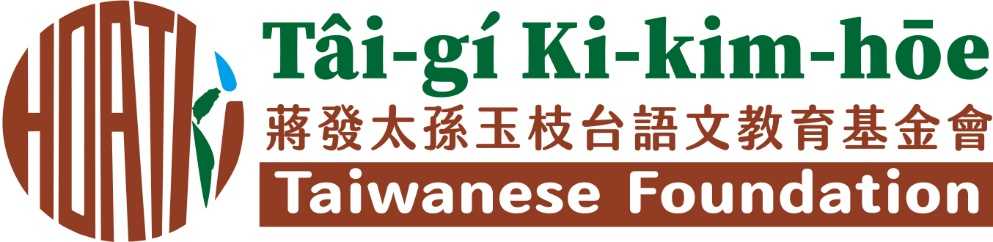 HOATKI
Tâi-gí Ki-kim-hōe
蔣發太孫玉枝台語文教育基金會
Taiwanese Foundation